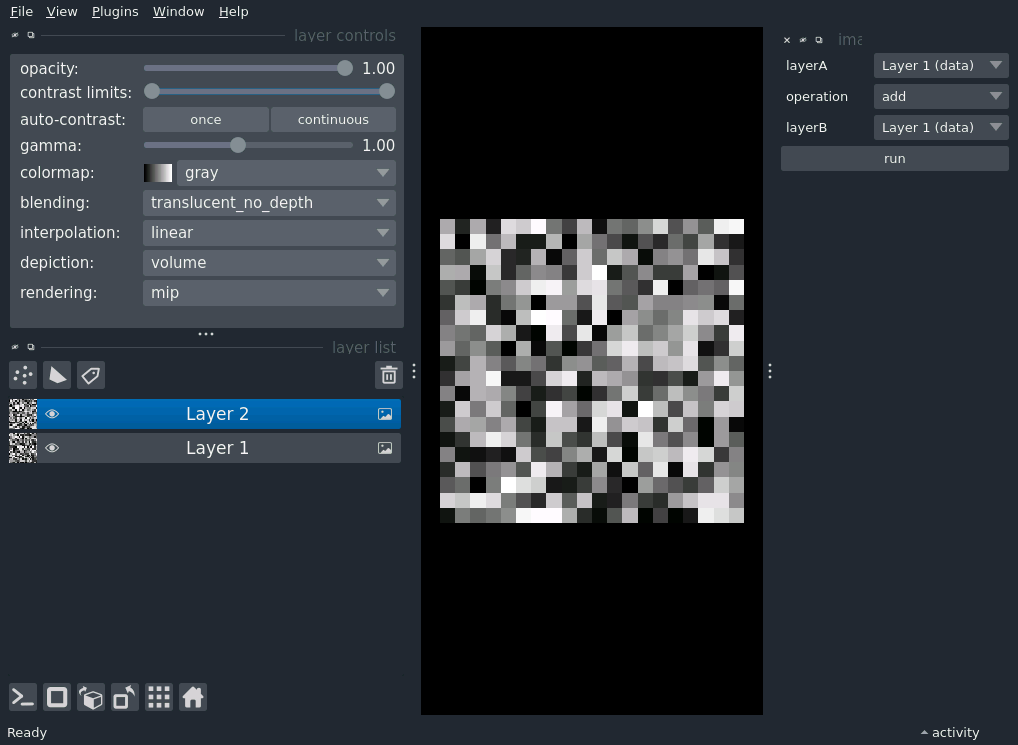 File View Plugins Window Help
layer controls
opacity: 1.00
contrast limits:
auto-contrast: once continuous
gamma: 1.00
colormap: gray
blending: translucent_no_depth
interpolation: linear
depiction: volume
rendering: mip
layer list
Layer 2
Layer 1
Ready
layerA Layer 1 (data)
operation add
layerB Layer 1 (data)
run
activity